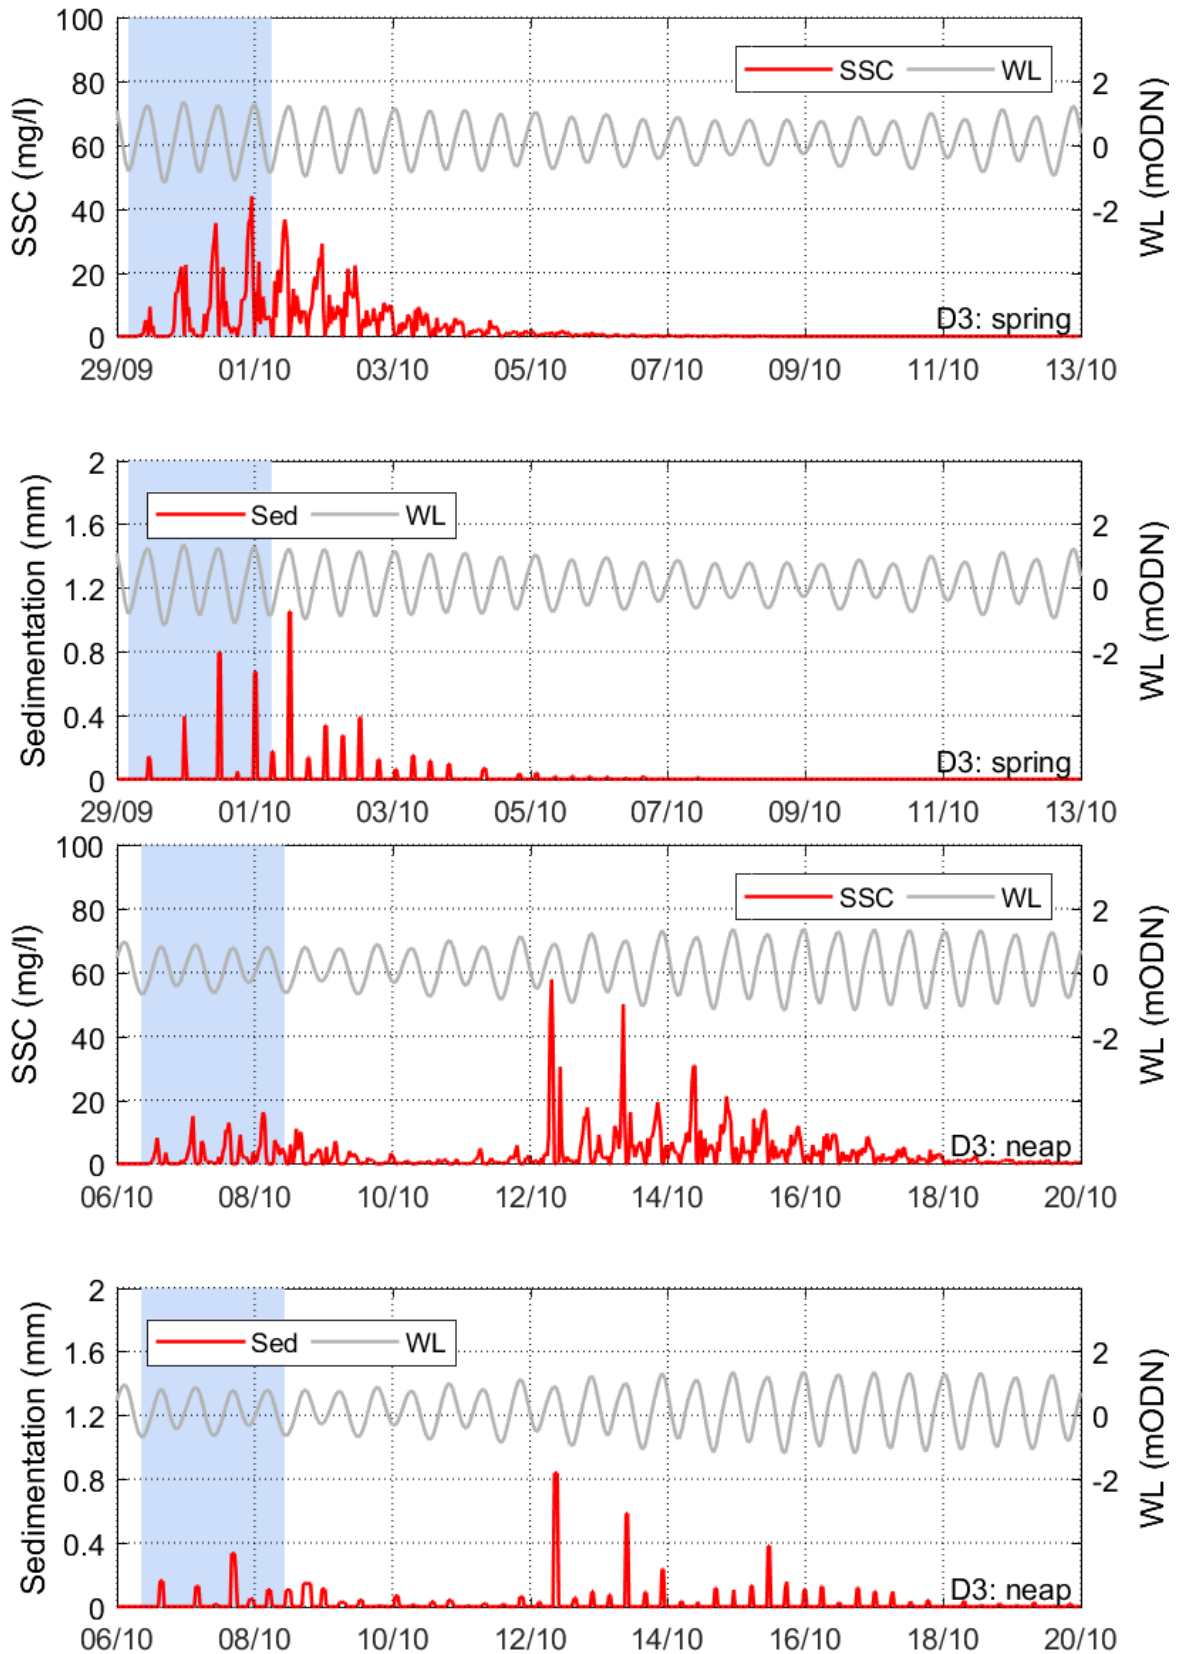 100
80
60
40
20
0
SSC (mg/l)
SSC WL
2
0
-2
WL (mODN)
D3: spring
29/09 01/10 03/10 05/10 07/10 09/10 11/10 13/10
2
1.6
1.2
0.8
0.4
0
Sedimentation (mm)
Sed WL
2
0
-2
WL (mODN)
D3: spring
29/09 01/10 03/10 05/10 07/10 09/10 11/10 13/10
100
80
60
40
20
0
SSC (mg/l)
SSC WL
2
0
-2
WL (mODN)
D3: neap
06/10 08/10 10/10 12/10 14/10 16/10 18/10 20/10
2
1.6
1.2
0.8
0.4
0
Sedimentation (mm)
Sed WL
2
0
-2
WL (mODN)
D3: neap
06/10 08/10 10/10 12/10 14/10 16/10 18/10 20/10